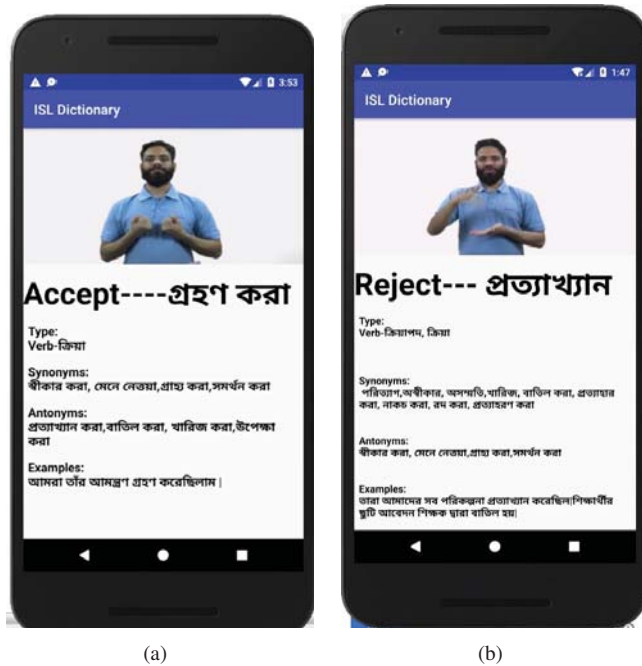 3:53
ISL Dictionary
Accept----গ্রহণ করা
Type:
Verb-ক্রিয়া
Synonyms:
স্বীকার করা, মেনে নেওয়া,গ্রাহ্য করা,সমর্থন করা
Antonyms:
প্রত্যাখ্যান করা,বাতিল করা, খারিজ করা,উপেক্ষা
করা
Examples:
আমরা তাঁর আমন্ত্রণ গ্রহণ করেছিলাম |
(a)
1:47
ISL Dictionary
Reject--- প্রত্যাখ্যান
Type:
Verb-ক্রিয়াপদ, ক্রিয়া
Synonyms:
পরিত্যাগ,অস্বীকার, অসম্মতি,খারিজ, বাতিল করা, প্রত্যাহার
করা, নাকচ করা, রদ করা, প্রত্যাহরণ করা
Antonyms:
স্বীকার করা, মেনে নেওয়া,গ্রাহ্য করা,সমর্থন করা
Examples:
তারা আমাদের সব পরিকল্পনা প্রত্যাখ্যান করেছিল|শিক্ষার্থীর
ছুটি আবেদন শিক্ষক দ্বারা বাতিল হয়|
(b)